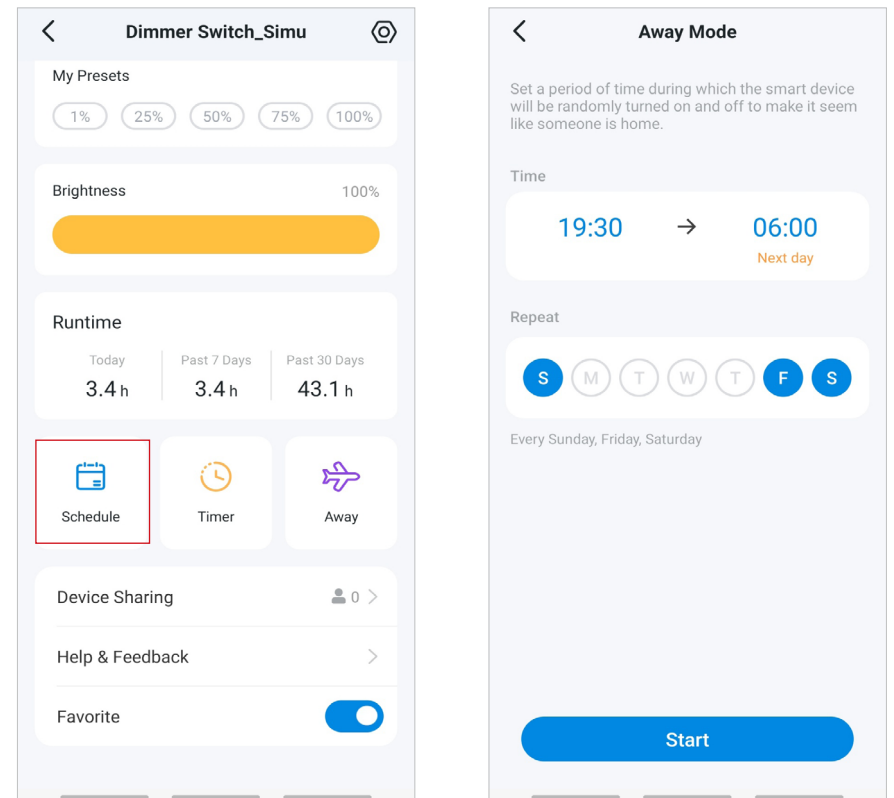 Dimmer Switch_Simu
My Presets
1% 25% 50% 75% 100%
Brightness 100%
Runtime
Today Past 7 Days Past 30 Days
3.4 h 3.4 h 43.1 h
Schedule Timer Away
Device Sharing 0
Help & Feedback
Favorite
Away Mode
Set a period of time during which the smart device
will be randomly turned on and off to make it seem
like someone is home.
Time
19:30 → 06:00
Next day
Repeat
S M T W T F S
Every Sunday, Friday, Saturday
Start